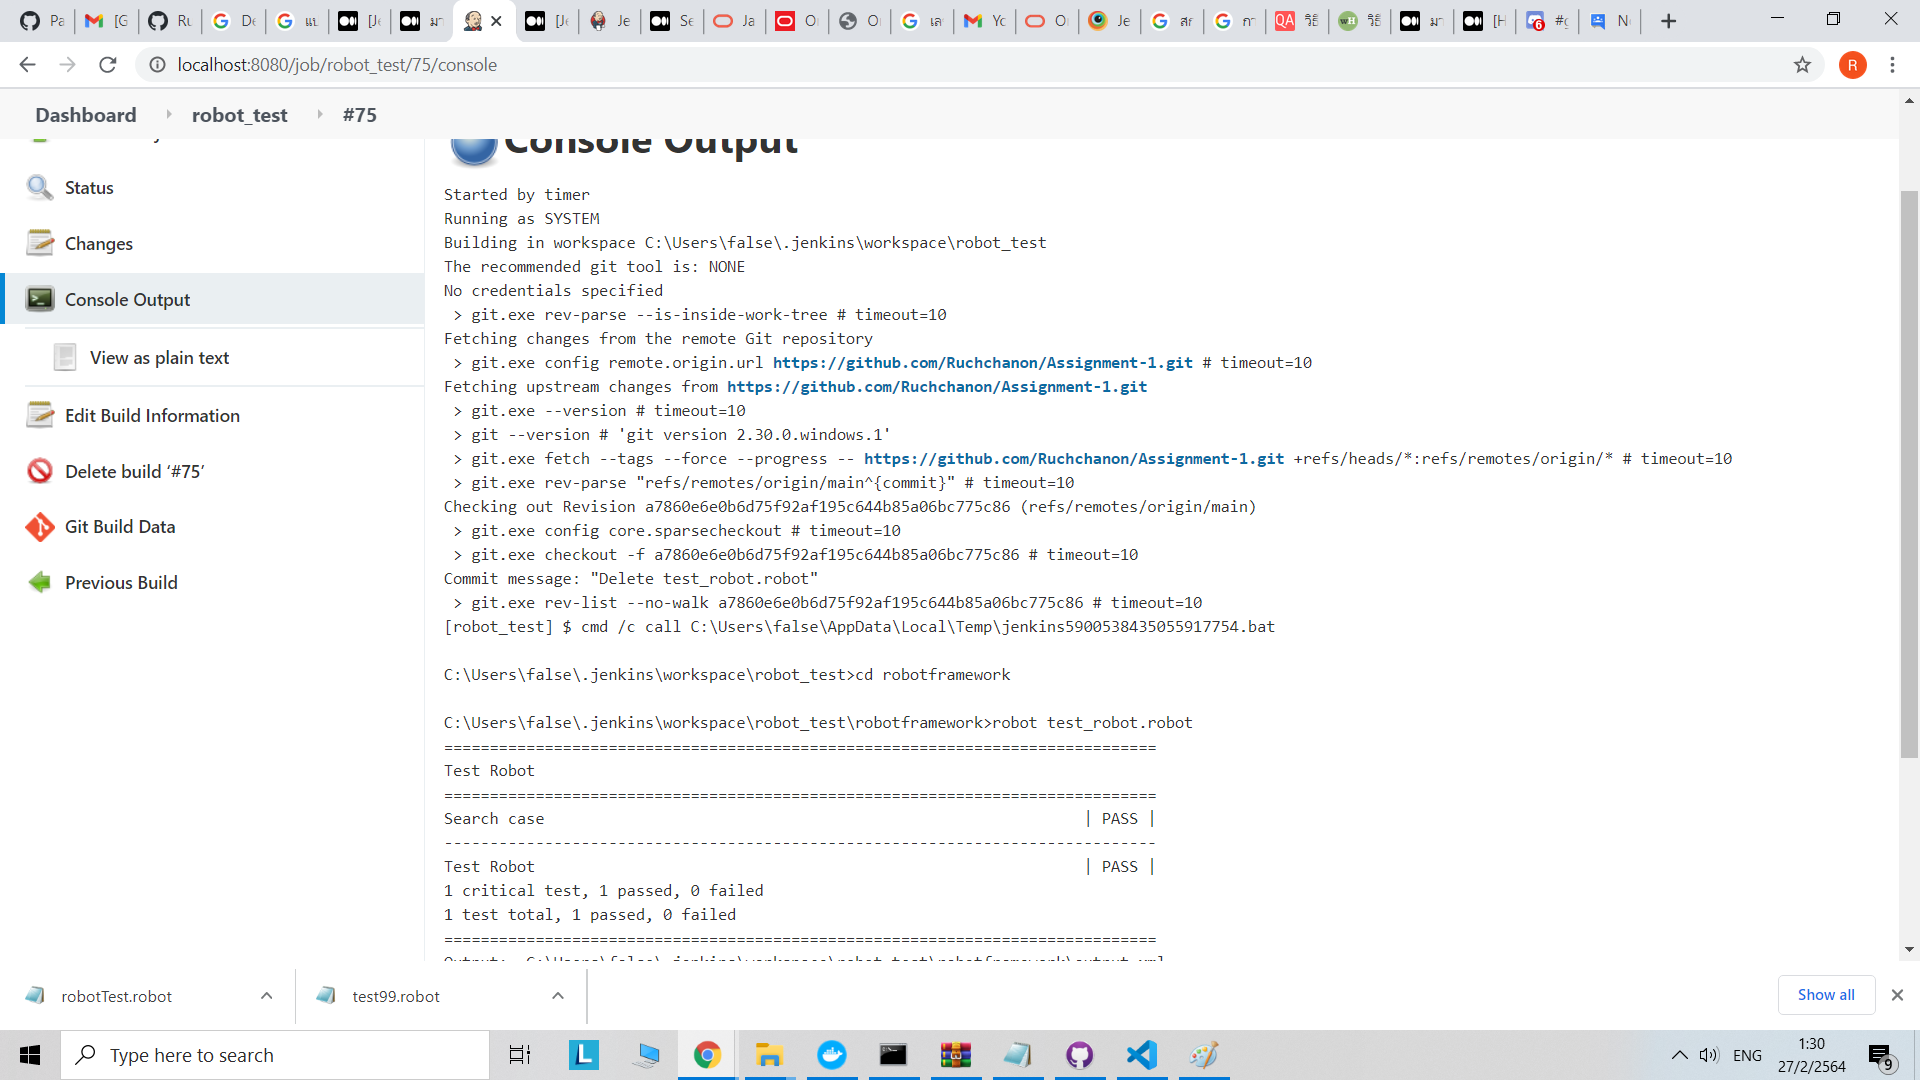 localhost:8080/job/robot_test/75/console
R
Dashboard
robot_test
#75
Console Output
Status
Changes
Console Output
View as plain text
Edit Build Information
Delete build ‘#75’
Git Build Data
Previous Build
Started by timer
Running as SYSTEM
Building in workspace C:\Users\false\.jenkins\workspace\robot_test
The recommended git tool is: NONE
No credentials specified
> git.exe rev-parse --is-inside-work-tree # timeout=10
Fetching changes from the remote Git repository
> git.exe config remote.origin.url https://github.com/Ruchchanon/Assignment-1.git # timeout=10
Fetching upstream changes from https://github.com/Ruchchanon/Assignment-1.git
> git.exe --version # timeout=10
> git --version # 'git version 2.30.0.windows.1'
> git.exe fetch --tags --force --progress -- https://github.com/Ruchchanon/Assignment-1.git +refs/heads/*:refs/remotes/origin/* # timeout=10
> git.exe rev-parse "refs/remotes/origin/main^{commit}" # timeout=10
Checking out Revision a7860e6e0b6d75f92af195c644b85a06bc775c86 (refs/remotes/origin/main)
> git.exe config core.sparsecheckout # timeout=10
> git.exe checkout -f a7860e6e0b6d75f92af195c644b85a06bc775c86 # timeout=10
Commit message: "Delete test_robot.robot"
> git.exe rev-list --no-walk a7860e6e0b6d75f92af195c644b85a06bc775c86 # timeout=10
[robot_test] $ cmd /c call C:\Users\false\AppData\Local\Temp\jenkins5900538435055917754.bat
C:\Users\false\.jenkins\workspace\robot_test>cd robotframework
C:\Users\false\.jenkins\workspace\robot_test\robotframework>robot test_robot.robot
==============================================================================
Test Robot
==============================================================================
Search case | PASS |
------------------------------------------------------------------------------
Test Robot | PASS |
1 critical test, 1 passed, 0 failed
1 test total, 1 passed, 0 failed
==============================================================================
Output: C:\Users\false\.jenkins\workspace\robot_test\robotframework\output.xml
robotTest.robot
test99.robot
Show all
Type here to search
ENG
1:30
27/2/2564
9